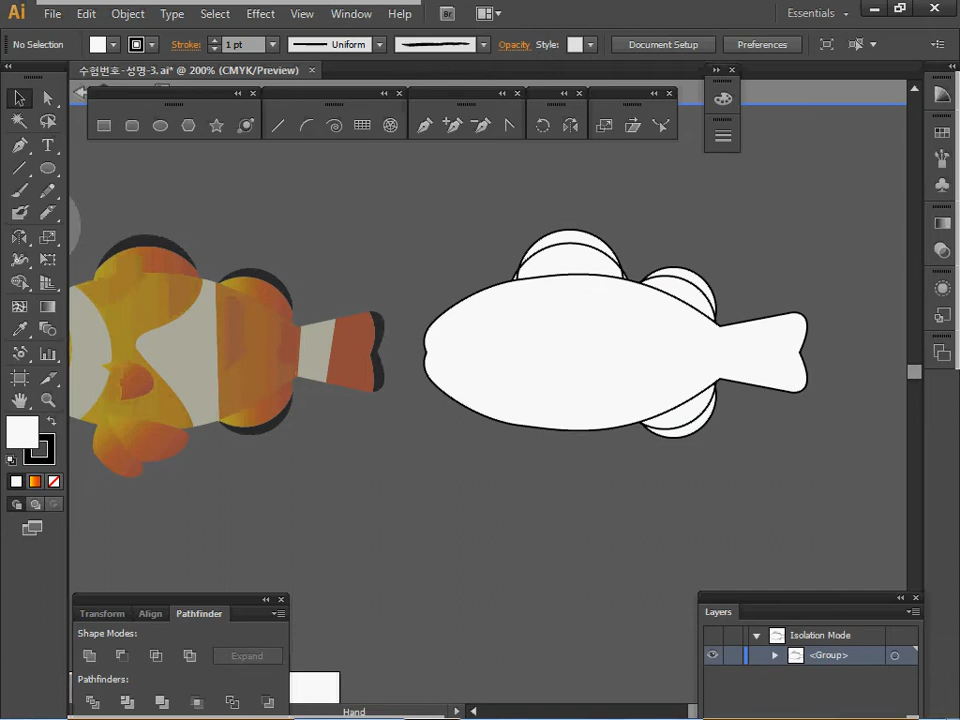 Ai File Edit Object Type Select Effect View Window Help Br Essentials
No Selection Stroke: 1 pt Uniform Opacity Style: Document Setup Preferences
수험번호-성명-3.ai* @ 200% (CMYK/Preview)
Transform Align Pathfinder
Shape Modes:
Expand
Pathfinders:
Layers
Isolation Mode
<Group>
Hand